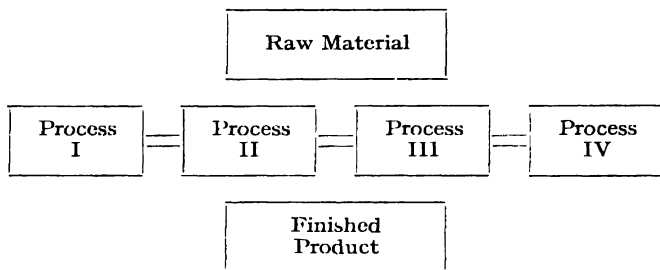 Raw Material
Process Process Process Process
I II III IV
Finished
Product